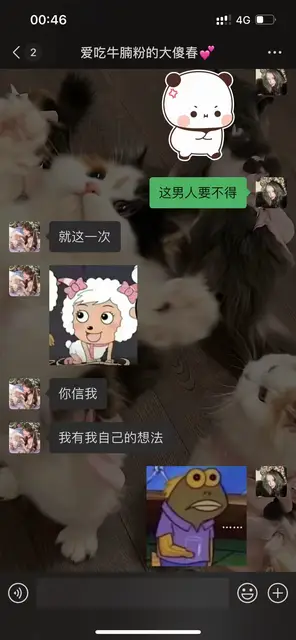 00:46
4G
2
爱吃牛腩粉的大傻春💕
这男人要不得
就这一次
你信我
我有我自己的想法
……